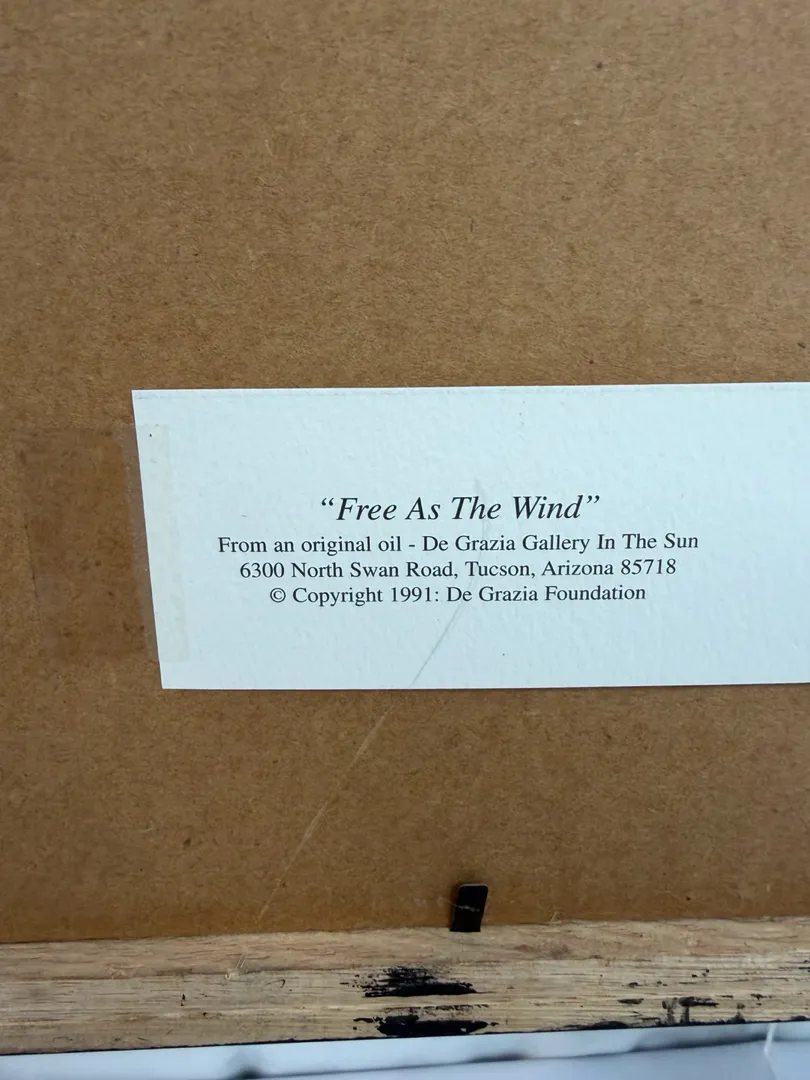 “Free As The Wind”
From an original oil - De Grazia Gallery In The Sun
6300 North Swan Road, Tucson, Arizona 85718
© Copyright 1991: De Grazia Foundation